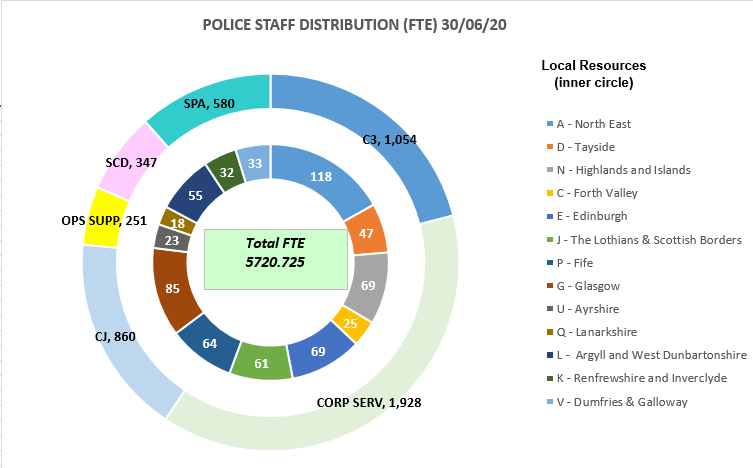 POLICE STAFF DISTRIBUTION (FTE) 30/06/20
Local Resources
(inner circle)
SPA, 580
C3, 1,054
SCD, 347
OPS SUPP, 251
CJ, 860
CORP SERV, 1,928
118
47
69
25
69
61
64
85
23
18
55
32
33
Total FTE
5720.725
A - North East
D - Tayside
N - Highlands and Islands
C - Forth Valley
E - Edinburgh
J - The Lothians & Scottish Borders
P - Fife
G - Glasgow
U - Ayrshire
Q - Lanarkshire
L -  Argyll and West Dunbartonshire
K - Renfrewshire and Inverclyde
V - Dumfries & Galloway